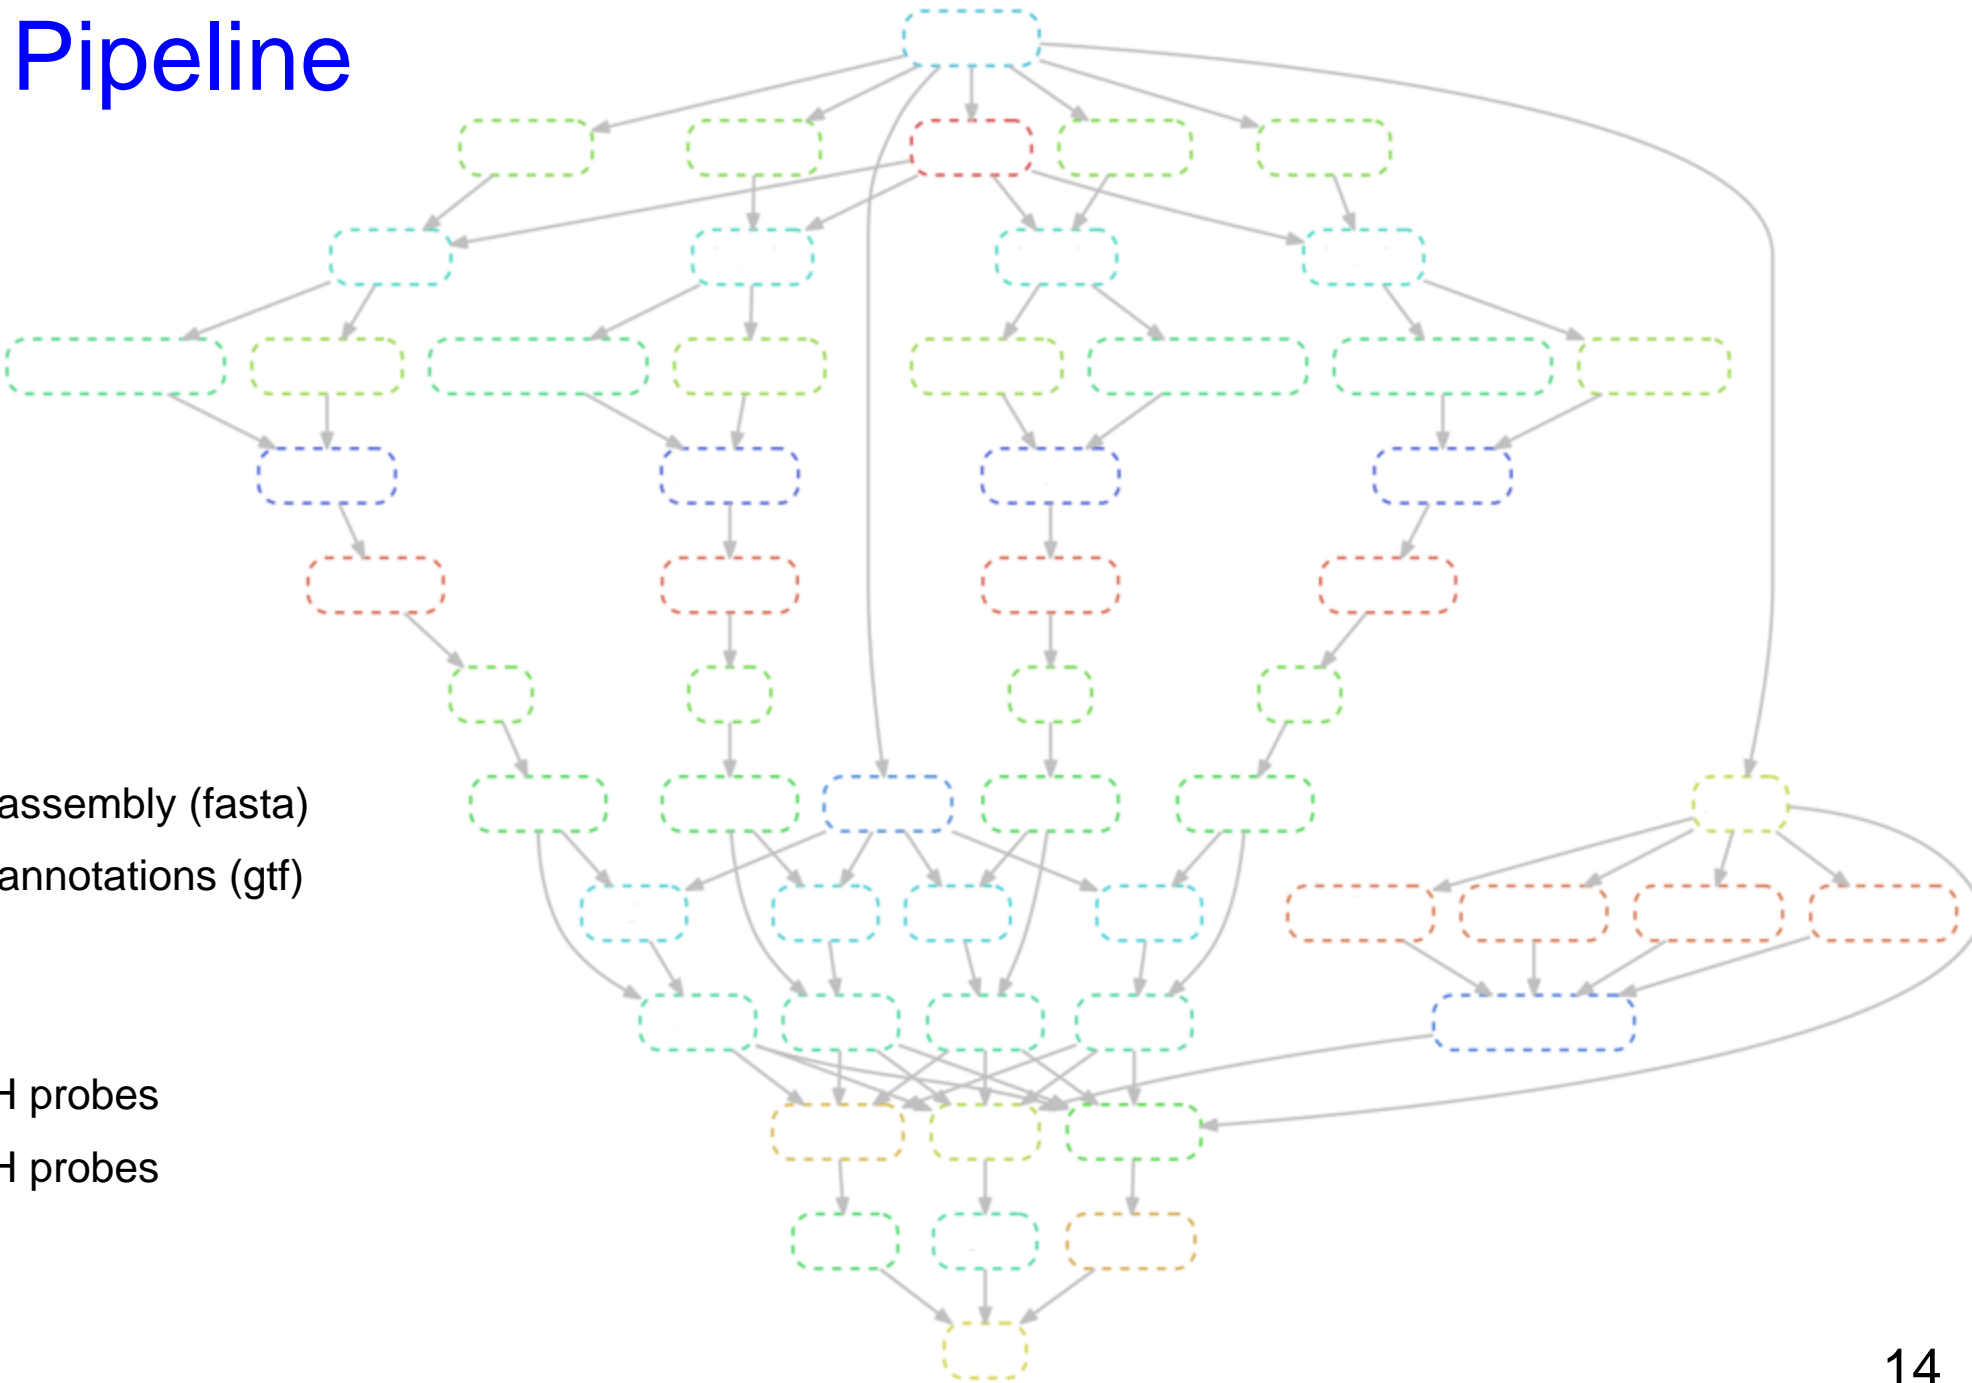 Pipeline
assembly (fasta)
annotations (gtf)
H probes
H probes
14